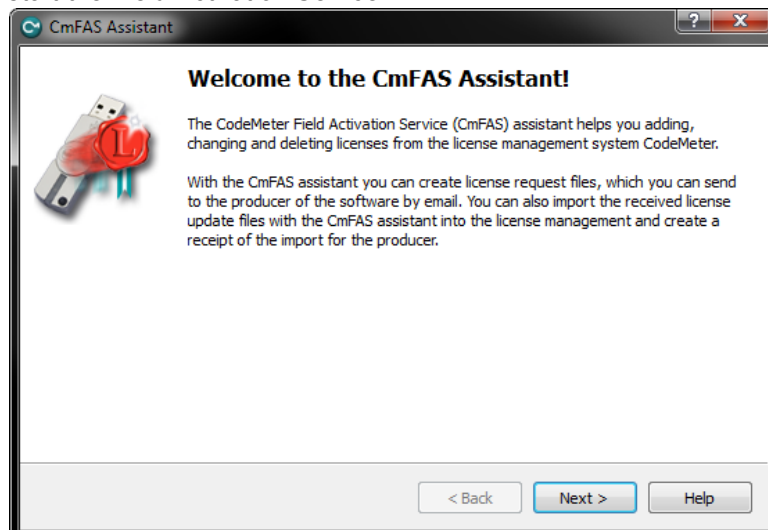 CmFAS Assistant
?
X
Welcome to the CmFAS Assistant!
The CodeMeter Field Activation Service (CmFAS) assistant helps you adding,
changing and deleting licenses from the license management system CodeMeter.
With the CmFAS assistant you can create license request files, which you can send
to the producer of the software by email. You can also import the received license
update files with the CmFAS assistant into the license management and create a
receipt of the import for the producer.
L
< Back
Next >
Help